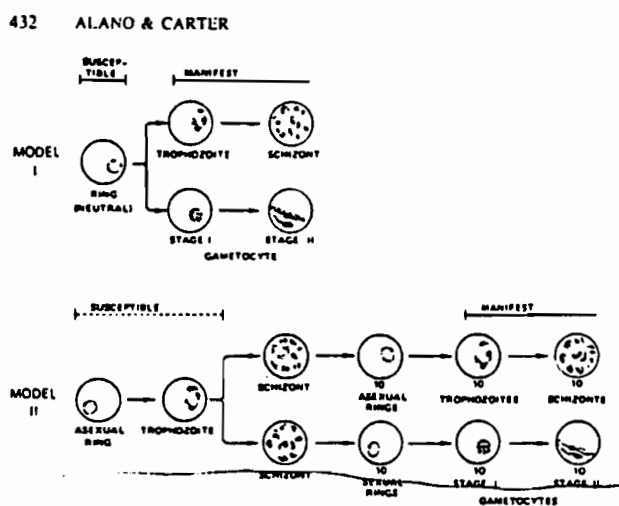 432 ALANO & CARTER
SUSCEP-
TIBLE
MANIFEST
MODEL
I
TROPHOZOITE
SCHIZONT
RING
(NEUTRAL)
STAGE I
STAGE II
GAMETOCYTE
SUSCEPTIBLE
MANIFEST
MODEL
II
SCHIZONT
10
ASEXUAL
RINGS
10
TROPHOZOITES
10
SCHIZONTS
ASEXUAL
RING
TROPHOZOITE
SCHIZONT
10
SEXUAL
RINGS
10
STAGE I
10
STAGE II
GAMETOCYTES